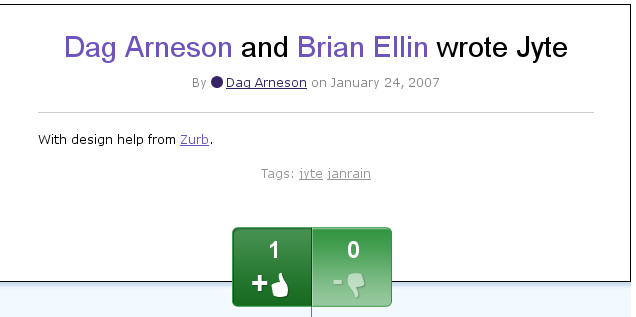 Dag Arneson and Brian Ellin wrote Jyte
By Dag Arneson on January 24, 2007
With design help from Zurb.
Tags: jyte janrain
1 0
+ -